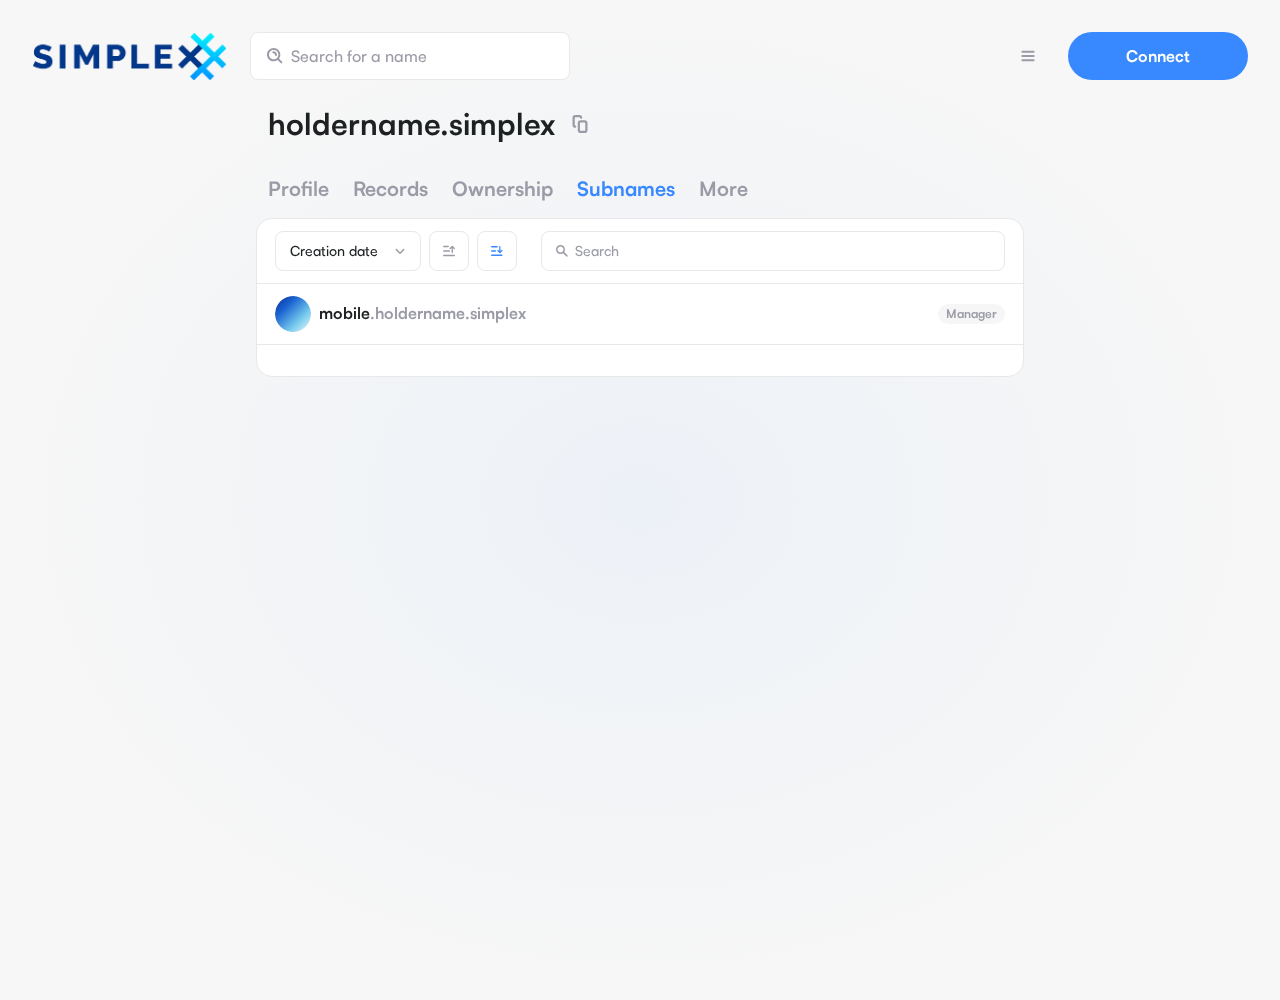 SIMPLEX
Search for a name
Connect
holdername.simplex
Profile Records Ownership Subnames More
Creation date
Search
mobile.holdername.simplex
Manager